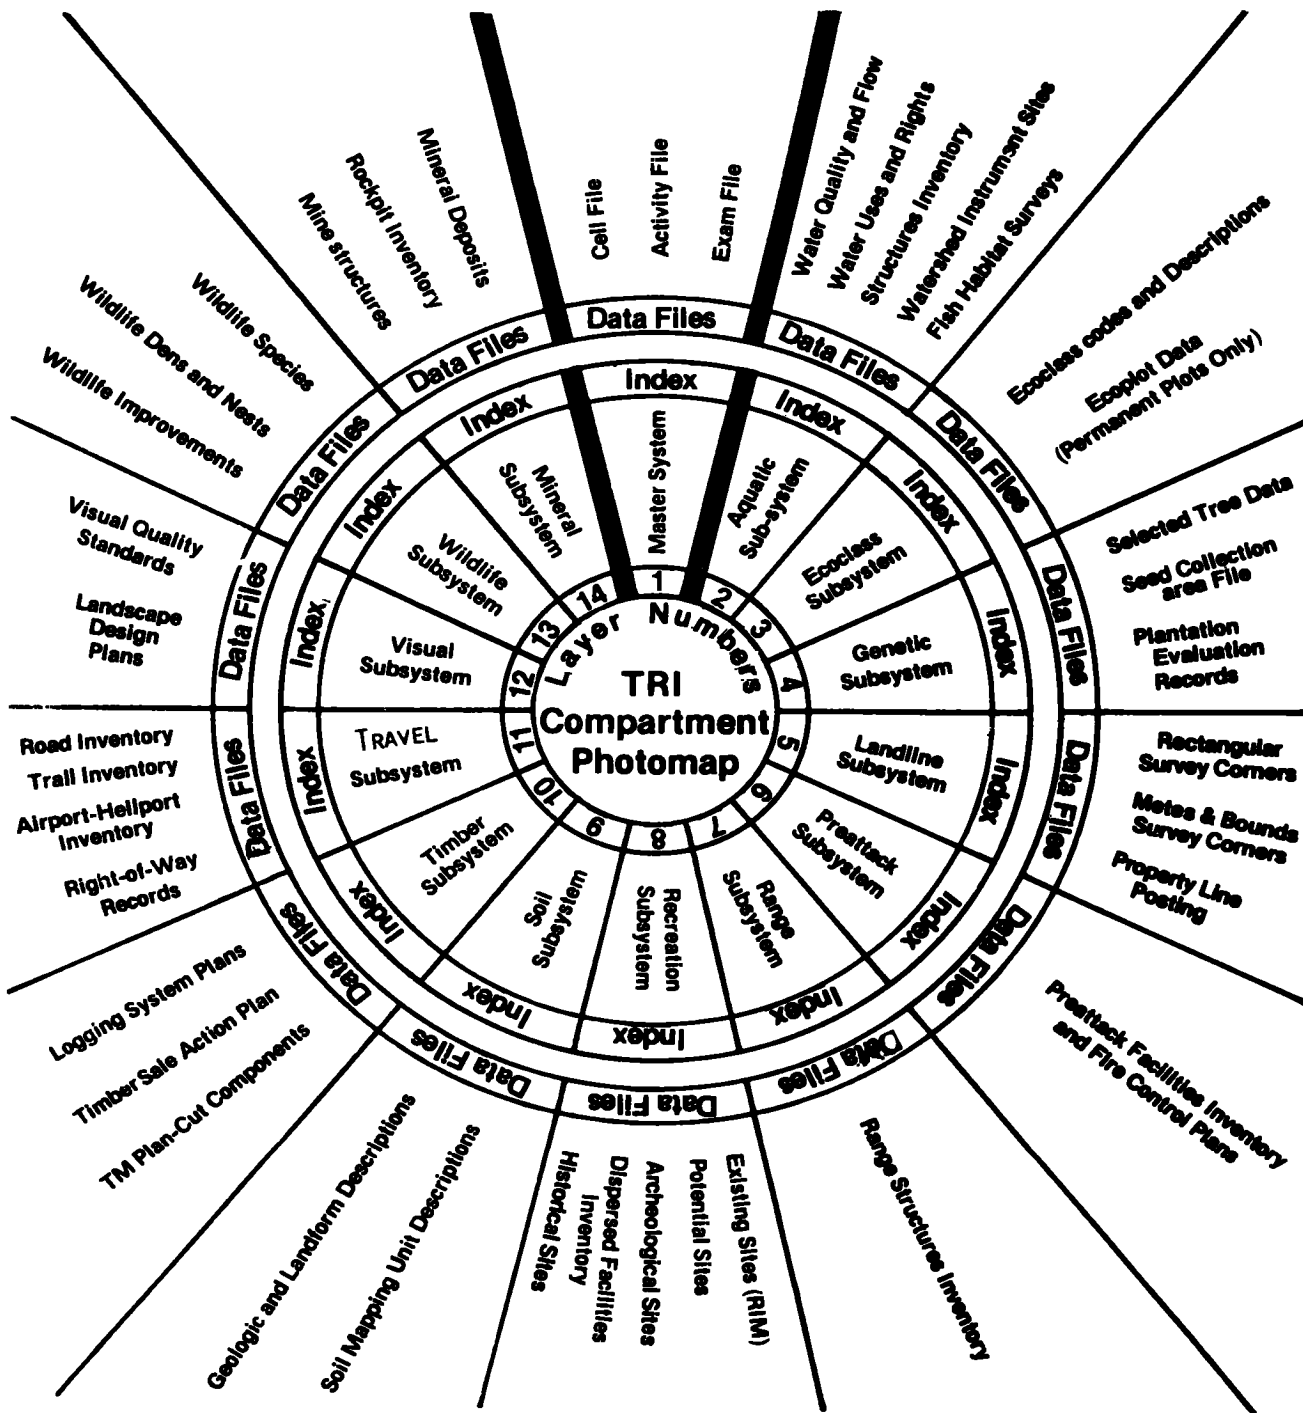 TRI
Compartment
Photomap
Layer Numbers
1
Master System
Index
Data Files
Cell File
Activity File
Exam File
2
Aquatic
Sub-system
Index
Data Files
Water Quality and Flow
Water Uses and Rights
Structures Inventory
Watershed Instrument Sites
Fish Habitat Surveys
3
Ecoclass
Subsystem
Index
Data Files
Ecoclass codes and Descriptions
Ecoplot Data
(Permanent Plots Only)
4
Genetic
Subsystem
Index
Data Files
Selected Tree Data
Seed Collection
area File
Plantation
Evaluation
Records
5
Landline
Subsystem
Index
Data Files
Rectangular
Survey Corners
Metes & Bounds
Survey Corners
Property Line
Posting
6
Preattack
Subsystem
Index
Data Files
Preattack Facilities Inventory
and Fire Control Plans
7
Range
Subsystem
Index
Data Files
Range Structures Inventory
8
Recreation
Subsystem
Index
Data Files
Existing Sites (RIM)
Potential Sites
Archeological Sites
Dispersed Facilities
Inventory
Historical Sites
9
Soil
Subsystem
Index
Data Files
Soil Mapping Unit Descriptions
Geologic and Landform Descriptions
10
Timber
Subsystem
Index
Data Files
Logging System Plans
Timber Sale Action Plan
TM Plan-Cut Components
11
TRAVEL
Subsystem
Index
Data Files
Road Inventory
Trail Inventory
Airport-Heliport
Inventory
Right-of-Way
Records
12
Visual
Subsystem
Index
Data Files
Visual Quality
Standards
Landscape
Design
Plans
13
Wildlife
Subsystem
Index
Data Files
Wildlife Species
Wildlife Dens and Nests
Wildlife Improvements
14
Mineral
Subsystem
Index
Data Files
Mine structures
Rockpit Inventory
Mineral Deposits